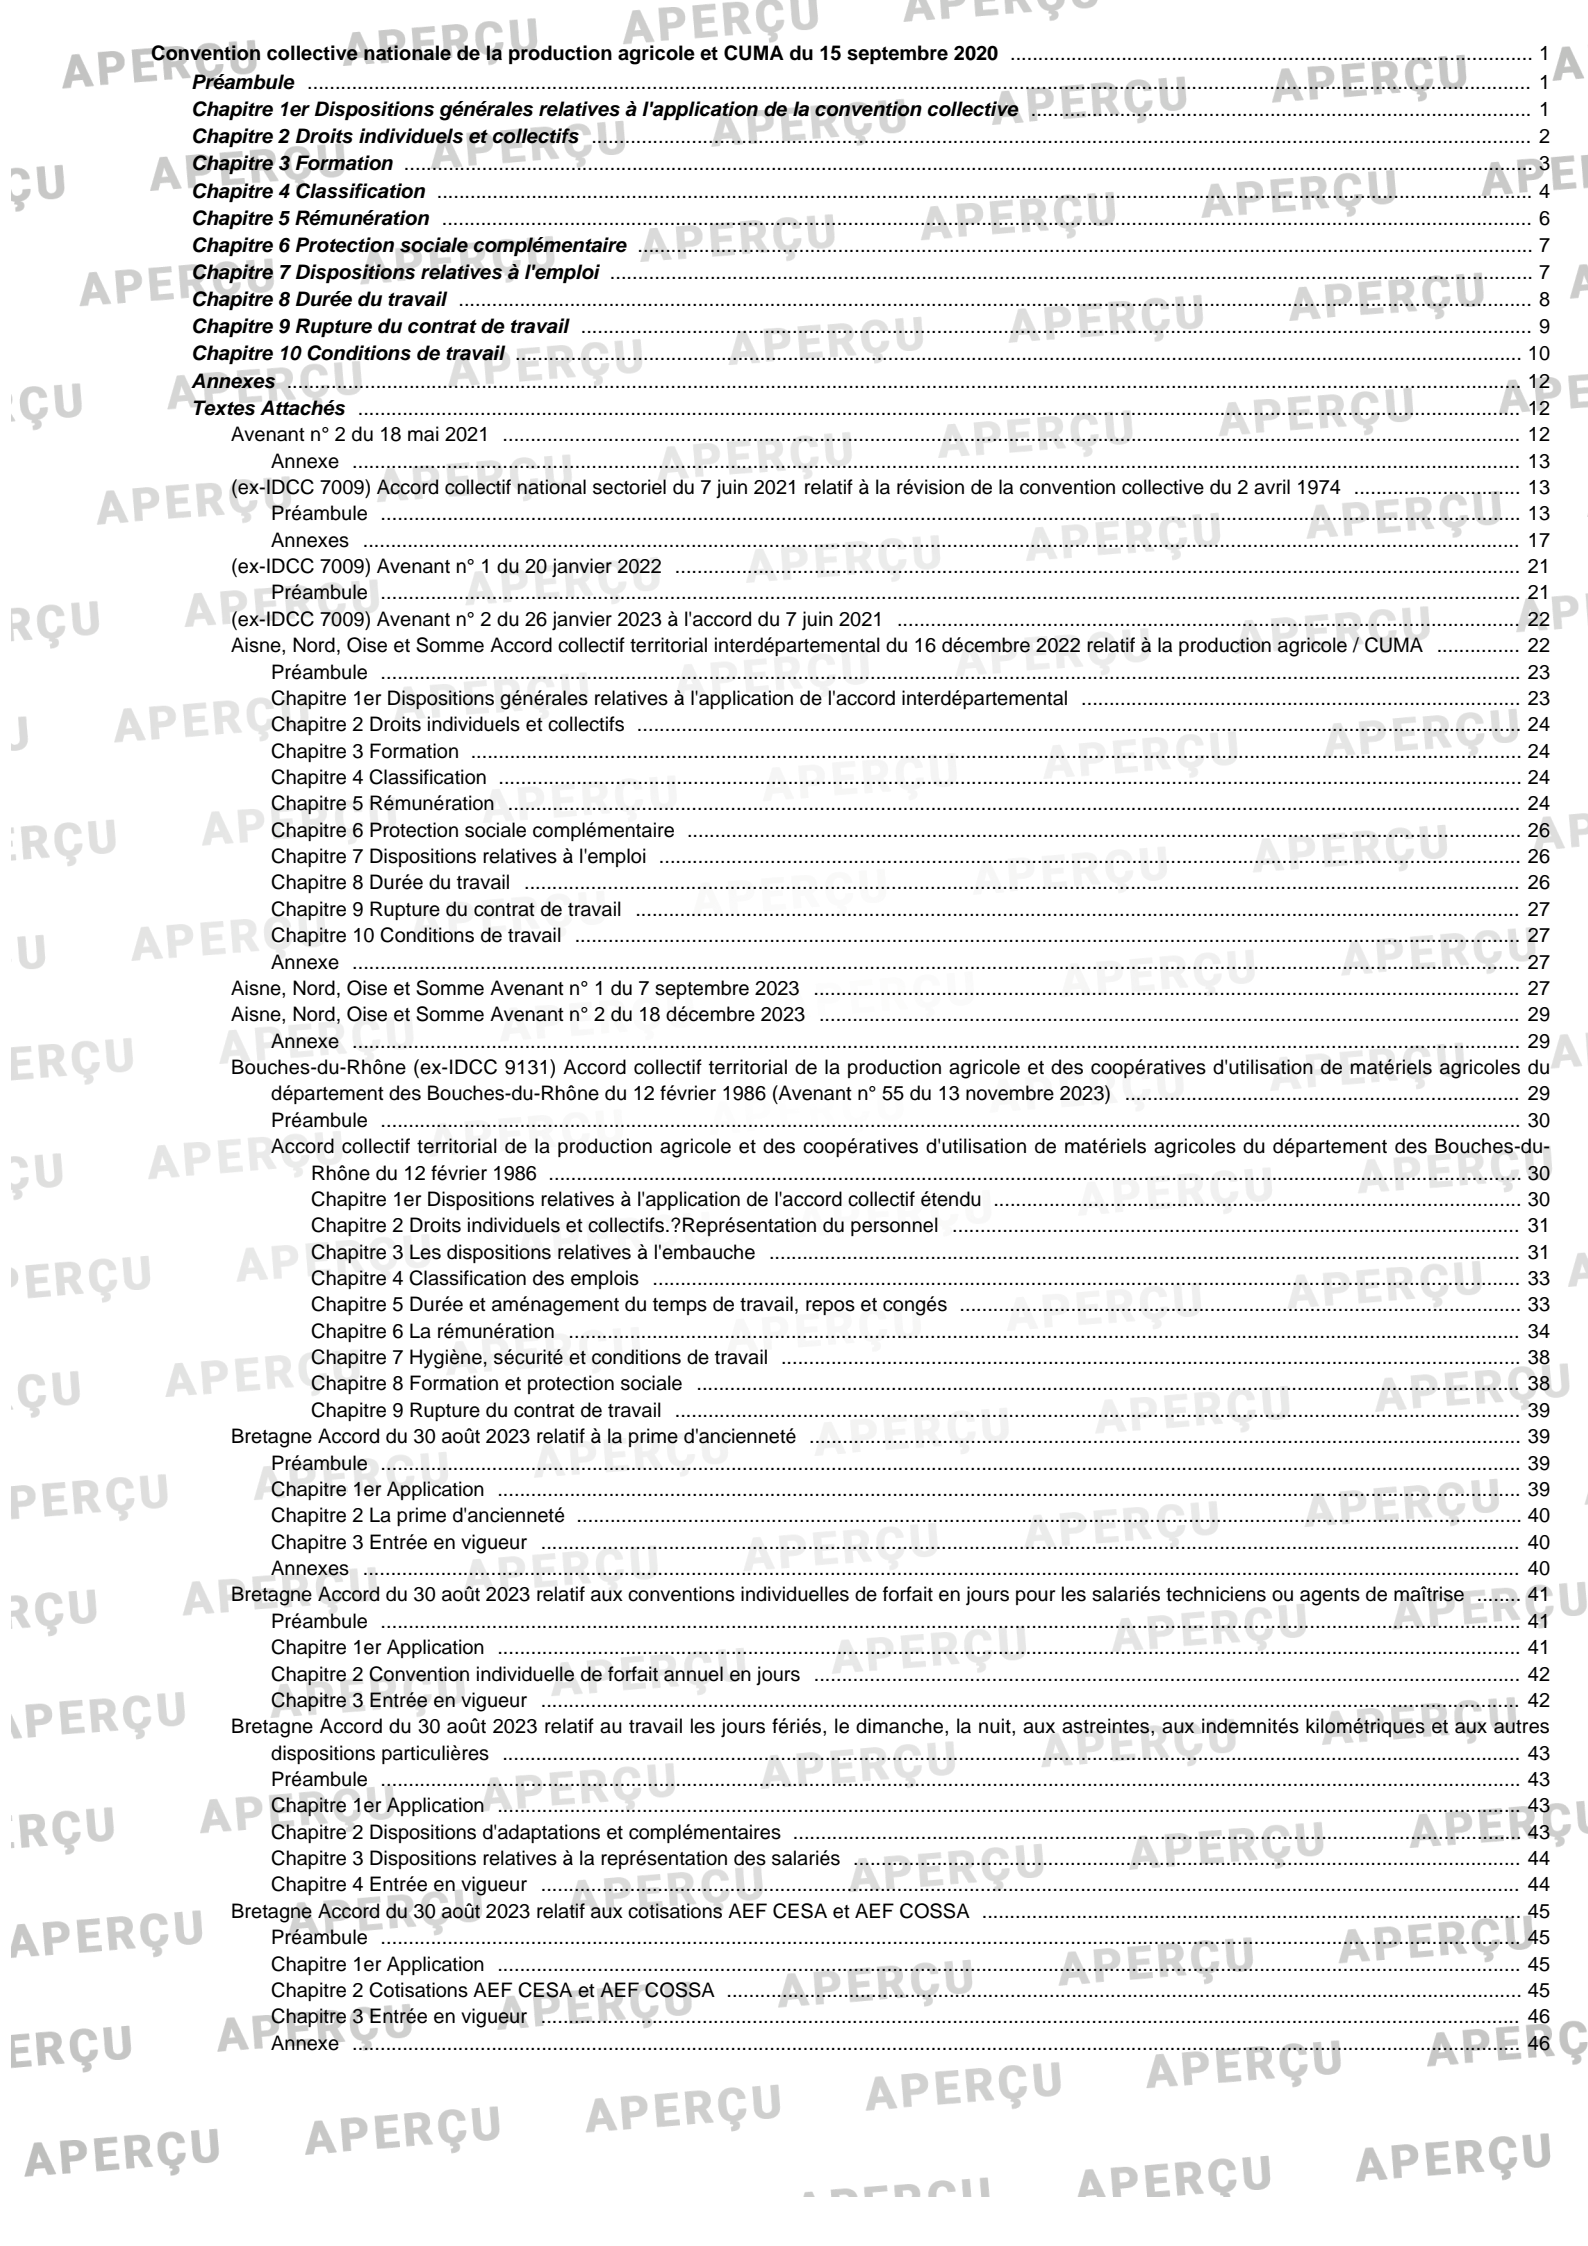 Convention collective nationale de la production agricole et CUMA du 15 septembre 2020 ........ 1
Préambule ........ 1
Chapitre 1er Dispositions générales relatives à l'application de la convention collective ........ 1
Chapitre 2 Droits individuels et collectifs ........ 2
Chapitre 3 Formation ........ 3
Chapitre 4 Classification ........ 4
Chapitre 5 Rémunération ........ 6
Chapitre 6 Protection sociale complémentaire ........ 7
Chapitre 7 Dispositions relatives à l'emploi ........ 7
Chapitre 8 Durée du travail ........ 8
Chapitre 9 Rupture du contrat de travail ........ 9
Chapitre 10 Conditions de travail ........ 10
Annexes ........ 12
Textes Attachés ........ 12
Avenant n° 2 du 18 mai 2021 ........ 12
Annexe ........ 13
(ex-IDCC 7009) Accord collectif national sectoriel du 7 juin 2021 relatif à la révision de la convention collective du 2 avril 1974 ........ 13
Préambule ........ 13
Annexes ........ 17
(ex-IDCC 7009) Avenant n° 1 du 20 janvier 2022 ........ 21
Préambule ........ 21
(ex-IDCC 7009) Avenant n° 2 du 26 janvier 2023 à l'accord du 7 juin 2021 ........ 22
Aisne, Nord, Oise et Somme Accord collectif territorial interdépartemental du 16 décembre 2022 relatif à la production agricole / CUMA ........ 22
Préambule ........ 23
Chapitre 1er Dispositions générales relatives à l'application de l'accord interdépartemental ........ 23
Chapitre 2 Droits individuels et collectifs ........ 24
Chapitre 3 Formation ........ 24
Chapitre 4 Classification ........ 24
Chapitre 5 Rémunération ........ 24
Chapitre 6 Protection sociale complémentaire ........ 26
Chapitre 7 Dispositions relatives à l'emploi ........ 26
Chapitre 8 Durée du travail ........ 26
Chapitre 9 Rupture du contrat de travail ........ 27
Chapitre 10 Conditions de travail ........ 27
Annexe ........ 27
Aisne, Nord, Oise et Somme Avenant n° 1 du 7 septembre 2023 ........ 27
Aisne, Nord, Oise et Somme Avenant n° 2 du 18 décembre 2023 ........ 29
Annexe ........ 29
Bouches-du-Rhône (ex-IDCC 9131) Accord collectif territorial de la production agricole et des coopératives d'utilisation de matériels agricoles du
département des Bouches-du-Rhône du 12 février 1986 (Avenant n° 55 du 13 novembre 2023) ........ 29
Préambule ........ 30
Accord collectif territorial de la production agricole et des coopératives d'utilisation de matériels agricoles du département des Bouches-du-
Rhône du 12 février 1986 ........ 30
Chapitre 1er Dispositions relatives à l'application de l'accord collectif étendu ........ 30
Chapitre 2 Droits individuels et collectifs.?Représentation du personnel ........ 31
Chapitre 3 Les dispositions relatives à l'embauche ........ 31
Chapitre 4 Classification des emplois ........ 33
Chapitre 5 Durée et aménagement du temps de travail, repos et congés ........ 33
Chapitre 6 La rémunération ........ 34
Chapitre 7 Hygiène, sécurité et conditions de travail ........ 38
Chapitre 8 Formation et protection sociale ........ 38
Chapitre 9 Rupture du contrat de travail ........ 39
Bretagne Accord du 30 août 2023 relatif à la prime d'ancienneté ........ 39
Préambule ........ 39
Chapitre 1er Application ........ 39
Chapitre 2 La prime d'ancienneté ........ 40
Chapitre 3 Entrée en vigueur ........ 40
Annexes ........ 40
Bretagne Accord du 30 août 2023 relatif aux conventions individuelles de forfait en jours pour les salariés techniciens ou agents de maîtrise ........ 41
Préambule ........ 41
Chapitre 1er Application ........ 41
Chapitre 2 Convention individuelle de forfait annuel en jours ........ 42
Chapitre 3 Entrée en vigueur ........ 42
Bretagne Accord du 30 août 2023 relatif au travail les jours fériés, le dimanche, la nuit, aux astreintes, aux indemnités kilométriques et aux autres
dispositions particulières ........ 43
Préambule ........ 43
Chapitre 1er Application ........ 43
Chapitre 2 Dispositions d'adaptations et complémentaires ........ 43
Chapitre 3 Dispositions relatives à la représentation des salariés ........ 44
Chapitre 4 Entrée en vigueur ........ 44
Bretagne Accord du 30 août 2023 relatif aux cotisations AEF CESA et AEF COSSA ........ 45
Préambule ........ 45
Chapitre 1er Application ........ 45
Chapitre 2 Cotisations AEF CESA et AEF COSSA ........ 45
Chapitre 3 Entrée en vigueur ........ 46
Annexe ........ 46
APERÇU